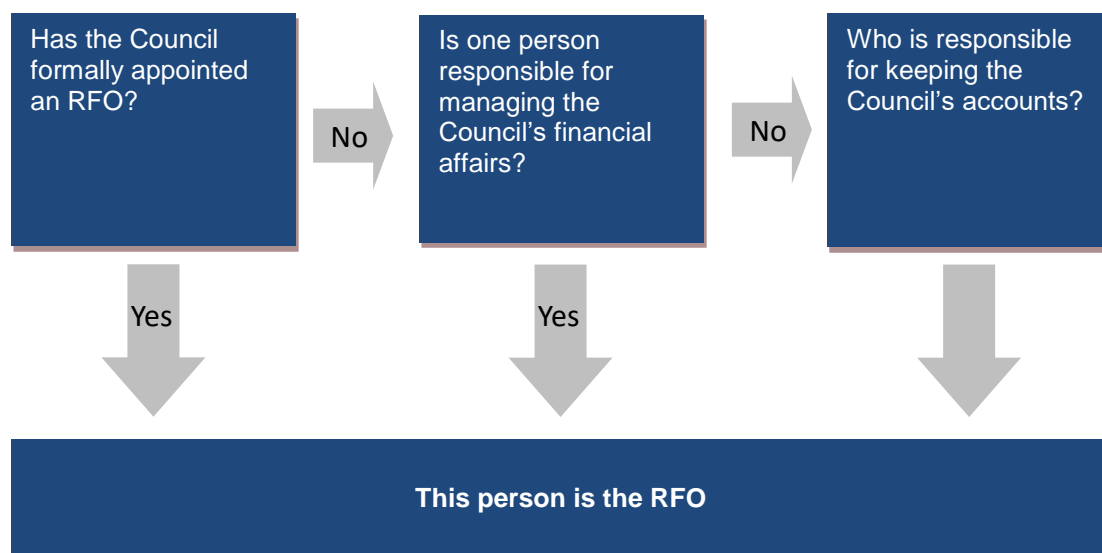 Has the Council
formally appointed
an RFO?
No
Is one person
responsible for
managing the
Council’s financial
affairs?
No
Who is responsible
for keeping the
Council’s accounts?
Yes
Yes
This person is the RFO